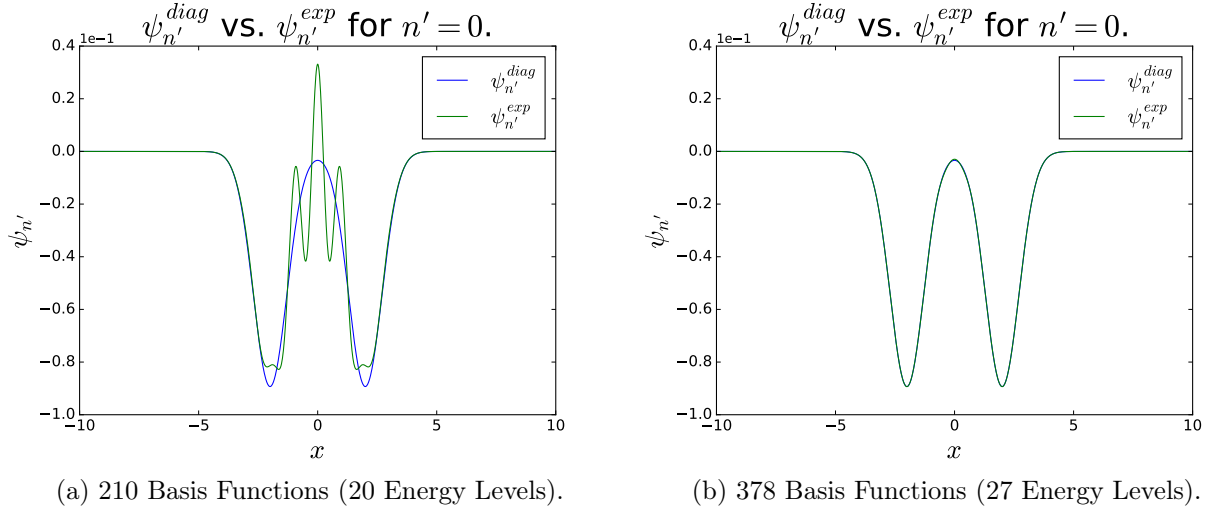 ψ_{n′}^{diag} vs. ψ_{n′}^{exp} for n′ = 0.
1e−1
0.4
0.2
0.0
−0.2
−0.4
−0.6
−0.8
−1.0
ψ_{n′}
−10 −5 0 5 10
x
ψ_{n′}^{diag}
ψ_{n′}^{exp}
(a) 210 Basis Functions (20 Energy Levels).
ψ_{n′}^{diag} vs. ψ_{n′}^{exp} for n′ = 0.
1e−1
0.4
0.2
0.0
−0.2
−0.4
−0.6
−0.8
−1.0
ψ_{n′}
−10 −5 0 5 10
x
ψ_{n′}^{diag}
ψ_{n′}^{exp}
(b) 378 Basis Functions (27 Energy Levels).